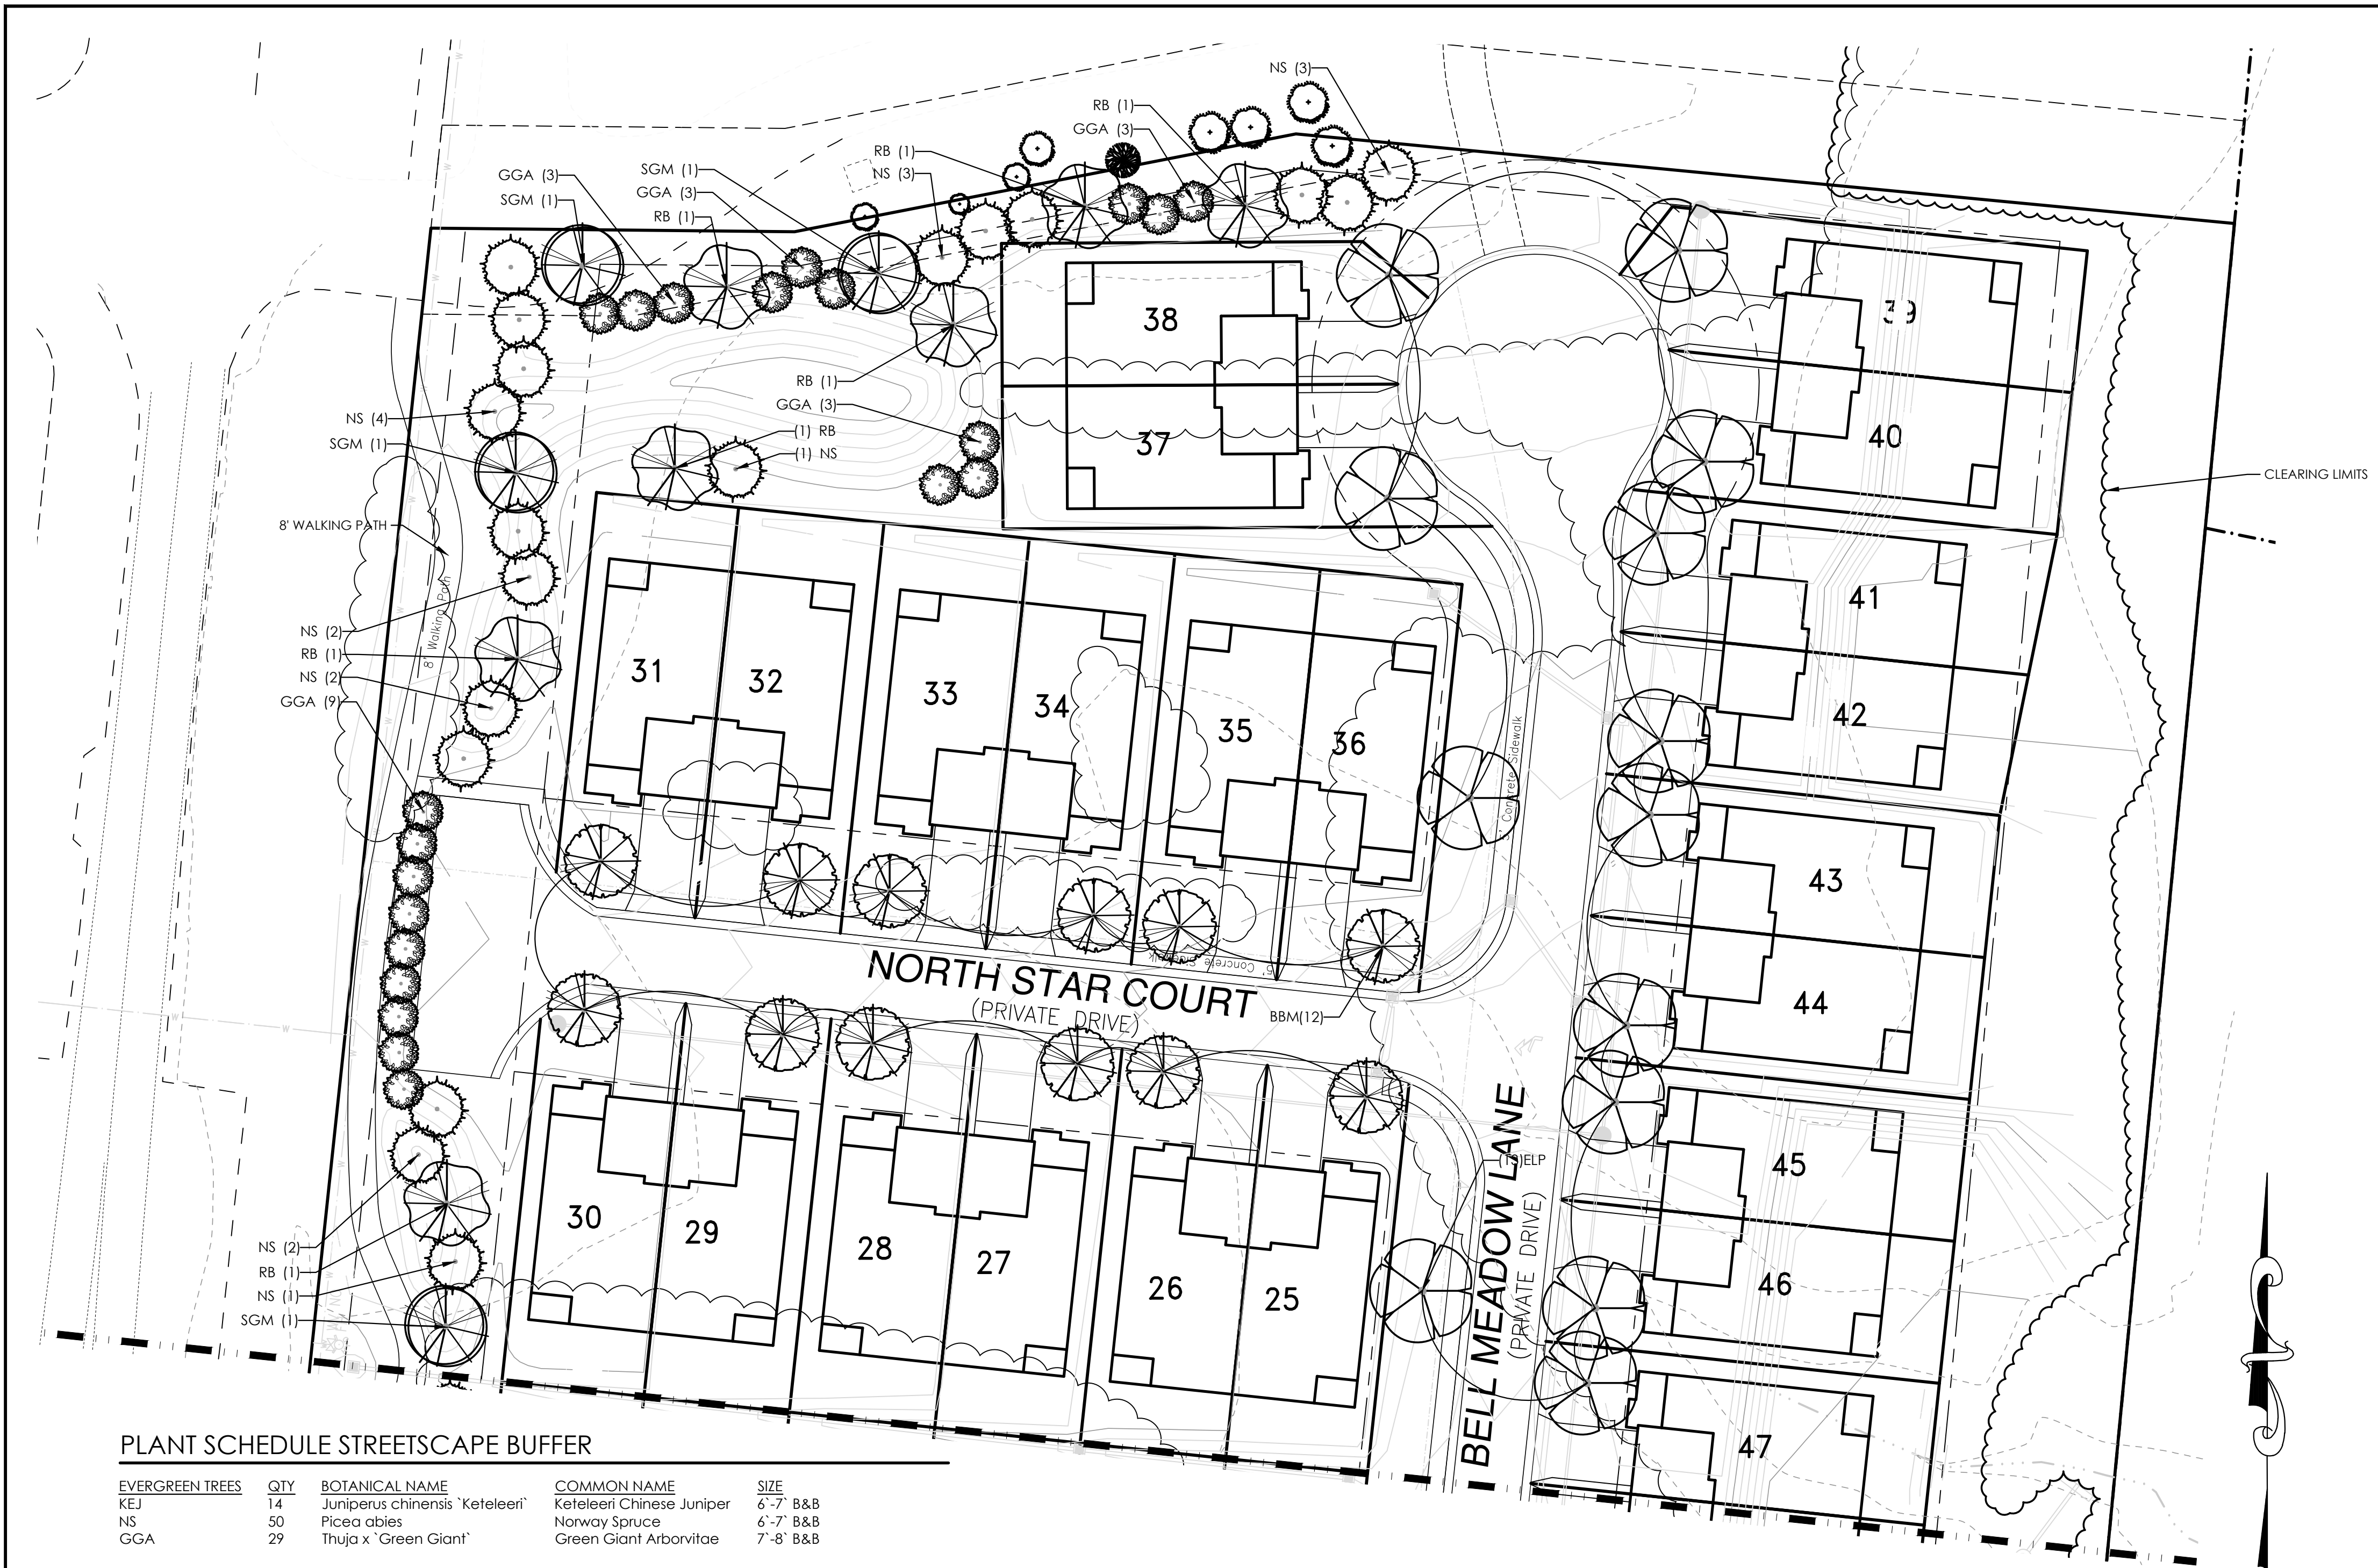 NS (3)
RB (1)
GGA (3)
RB (1)
NS (3)
SGM (1)
GGA (3)
RB (1)
GGA (3)
SGM (1)
38
39
RB (1)
GGA (3)
(1) RB
(1) NS
NS (4)
SGM (1)
37
40
CLEARING LIMITS
8' WALKING PATH
8' Walking Path
41
NS (2)
RB (1)
NS (2)
GGA (9)
31
32
33
34
35
36
42
5' Concrete Sidewalk
43
NORTH STAR COURT
(PRIVATE DRIVE)
5' Concrete Sidewalk
BBM(12)
44
BELL MEADOW LANE
(PRIVATE DRIVE)
ELP
45
30
29
28
27
26
25
46
NS (2)
RB (1)
NS (1)
SGM (1)
47
PLANT SCHEDULE STREETSCAPE BUFFER
EVERGREEN TREES QTY BOTANICAL NAME COMMON NAME SIZE
KEJ 14 Juniperus chinensis `Keteleeri` Keteleeri Chinese Juniper 6`-7` B&B
NS 50 Picea abies Norway Spruce 6`-7` B&B
GGA 29 Thuja x `Green Giant` Green Giant Arborvitae 7`-8` B&B